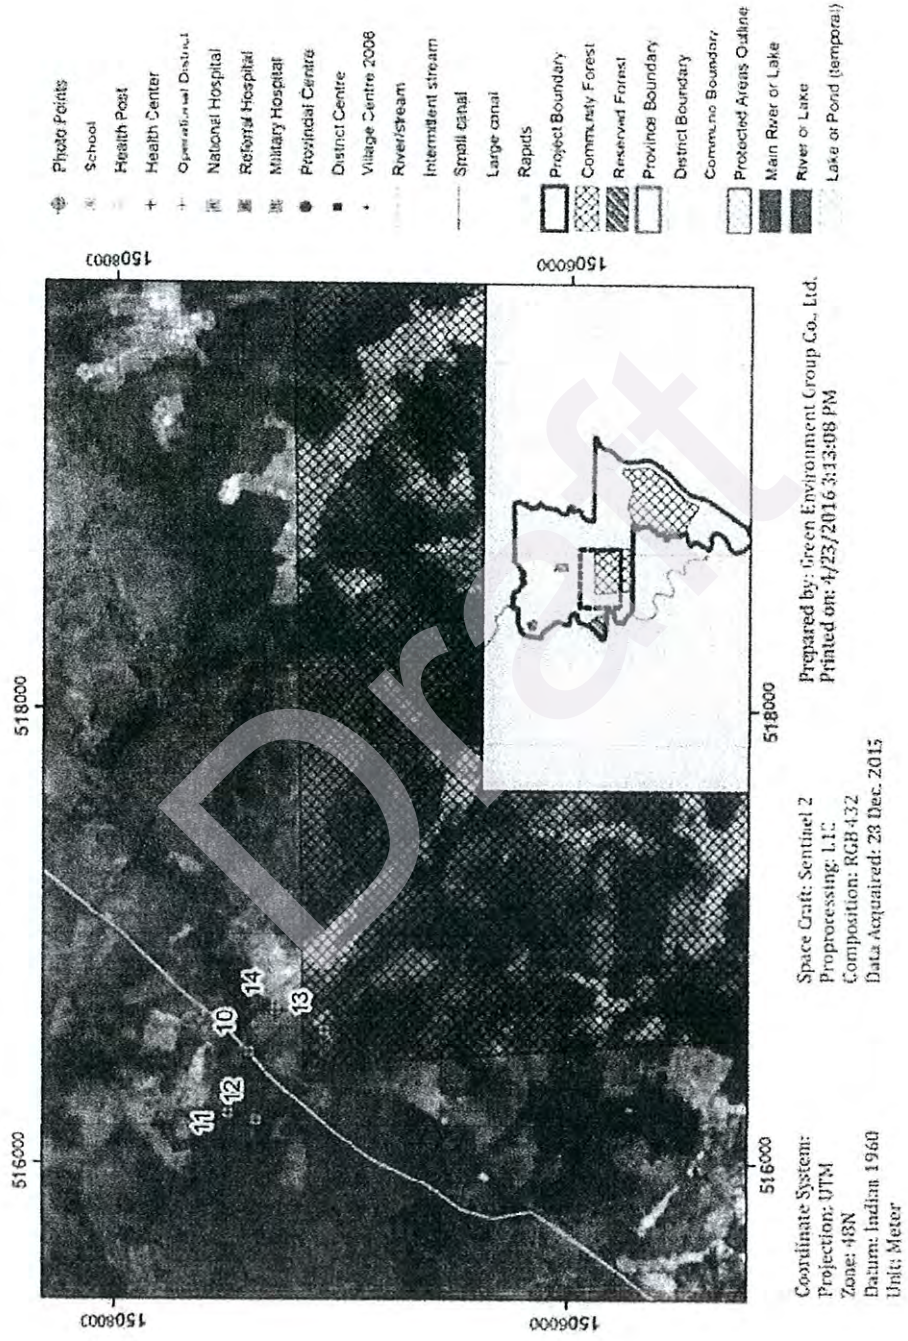 518000
516000
1508000
1506000
1508000
1506000
518000
516000
11
12
10
14
13
Draft
Photo Points
School
Health Post
Health Center
Operational District
National Hospital
Referral Hospital
Military Hospital
Provincial Centre
District Centre
Village Centre 2008
River/stream
Intermittent stream
Small canal
Large canal
Rapids
Project Boundary
Community Forest
Reserved Forest
Province Boundary
District Boundary
Commune Boundary
Protected Areas Outline
Main River or Lake
River or Lake
Lake or Pond (temporal)
Coordinate System:
Projection: UTM
Zone: 48N
Datum: Indian 1960
Unit: Meter
Space Craft: Sentinel 2
Proprocessing:
Composition: RGB 432
Data Acquaired: 28 Dec. 2015
Prepared by: Green Environment Group Co., Ltd.
Printed on: 4/23/2016 3:13:08 PM